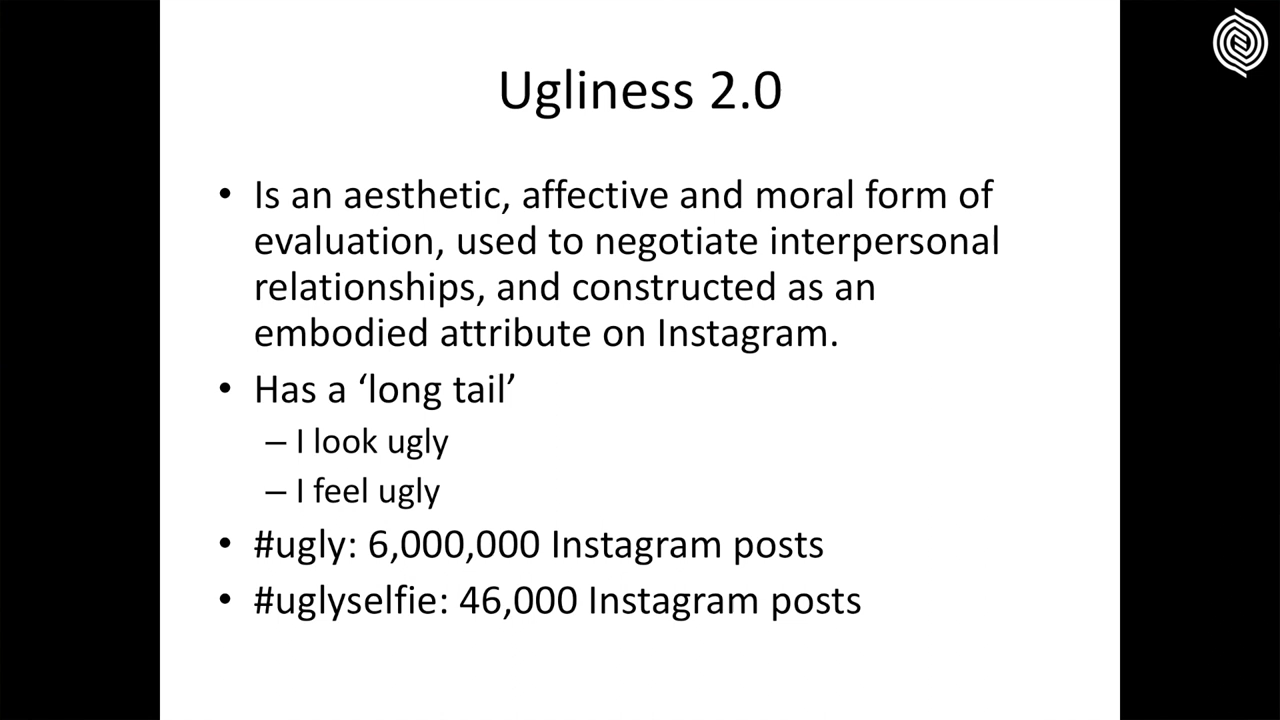 Ugliness 2.0
• Is an aesthetic, affective and moral form of
evaluation, used to negotiate interpersonal
relationships, and constructed as an
embodied attribute on Instagram.
• Has a ‘long tail’
– I look ugly
– I feel ugly
• #ugly: 6,000,000 Instagram posts
• #uglyselfie: 46,000 Instagram posts